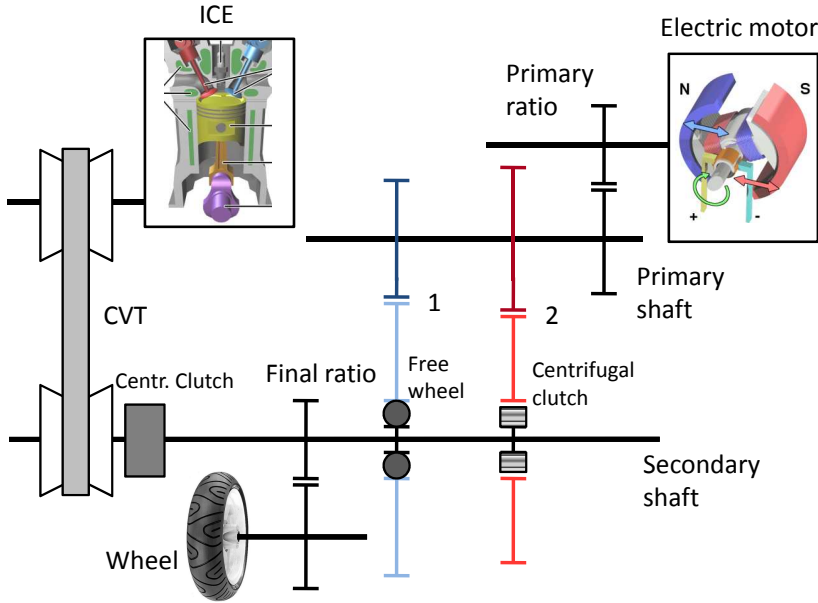 ICE
Electric motor
Primary
ratio
N
S
+
-
Primary
shaft
1
2
CVT
Centr. Clutch
Final ratio
Free
wheel
Centrifugal
clutch
Secondary
shaft
Wheel